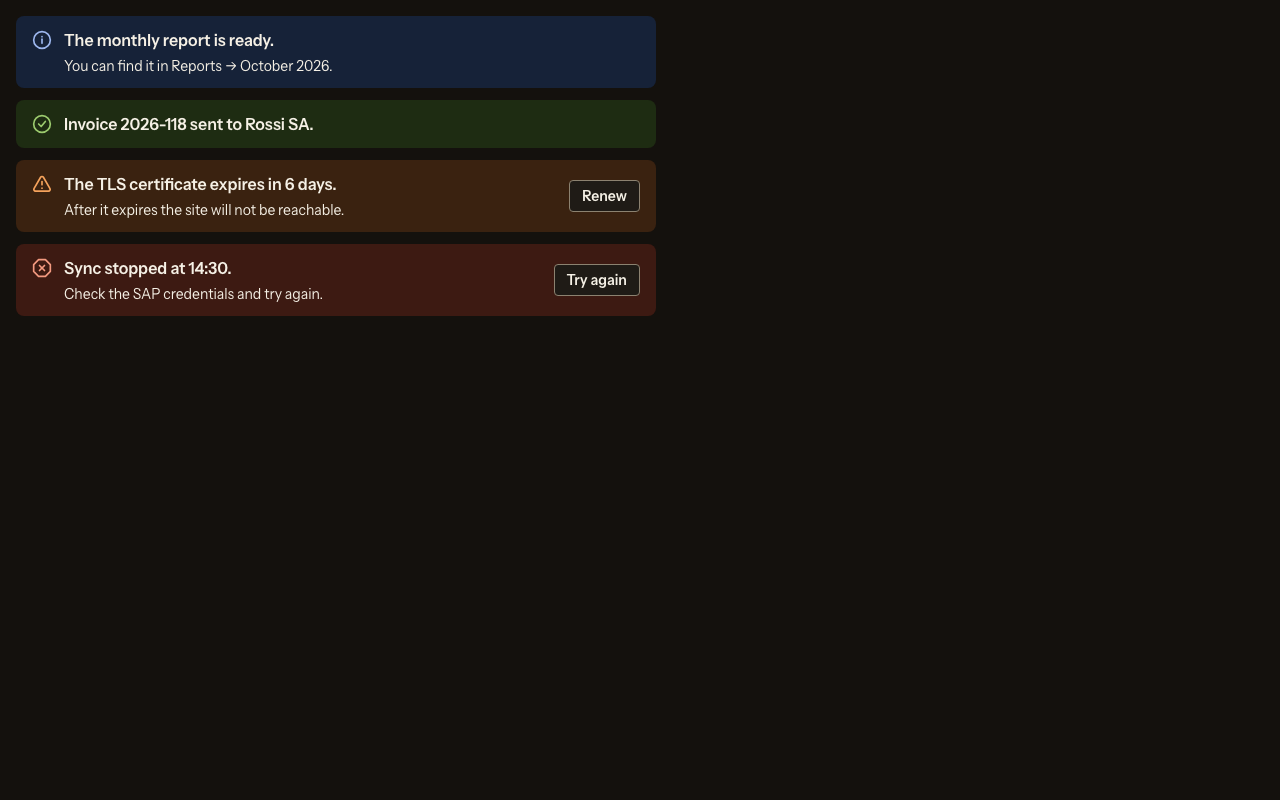 The monthly report is ready.
You can find it in Reports → October 2026.
Invoice 2026-118 sent to Rossi SA.
The TLS certificate expires in 6 days.
After it expires the site will not be reachable.
Renew
Sync stopped at 14:30.
Check the SAP credentials and try again.
Try again